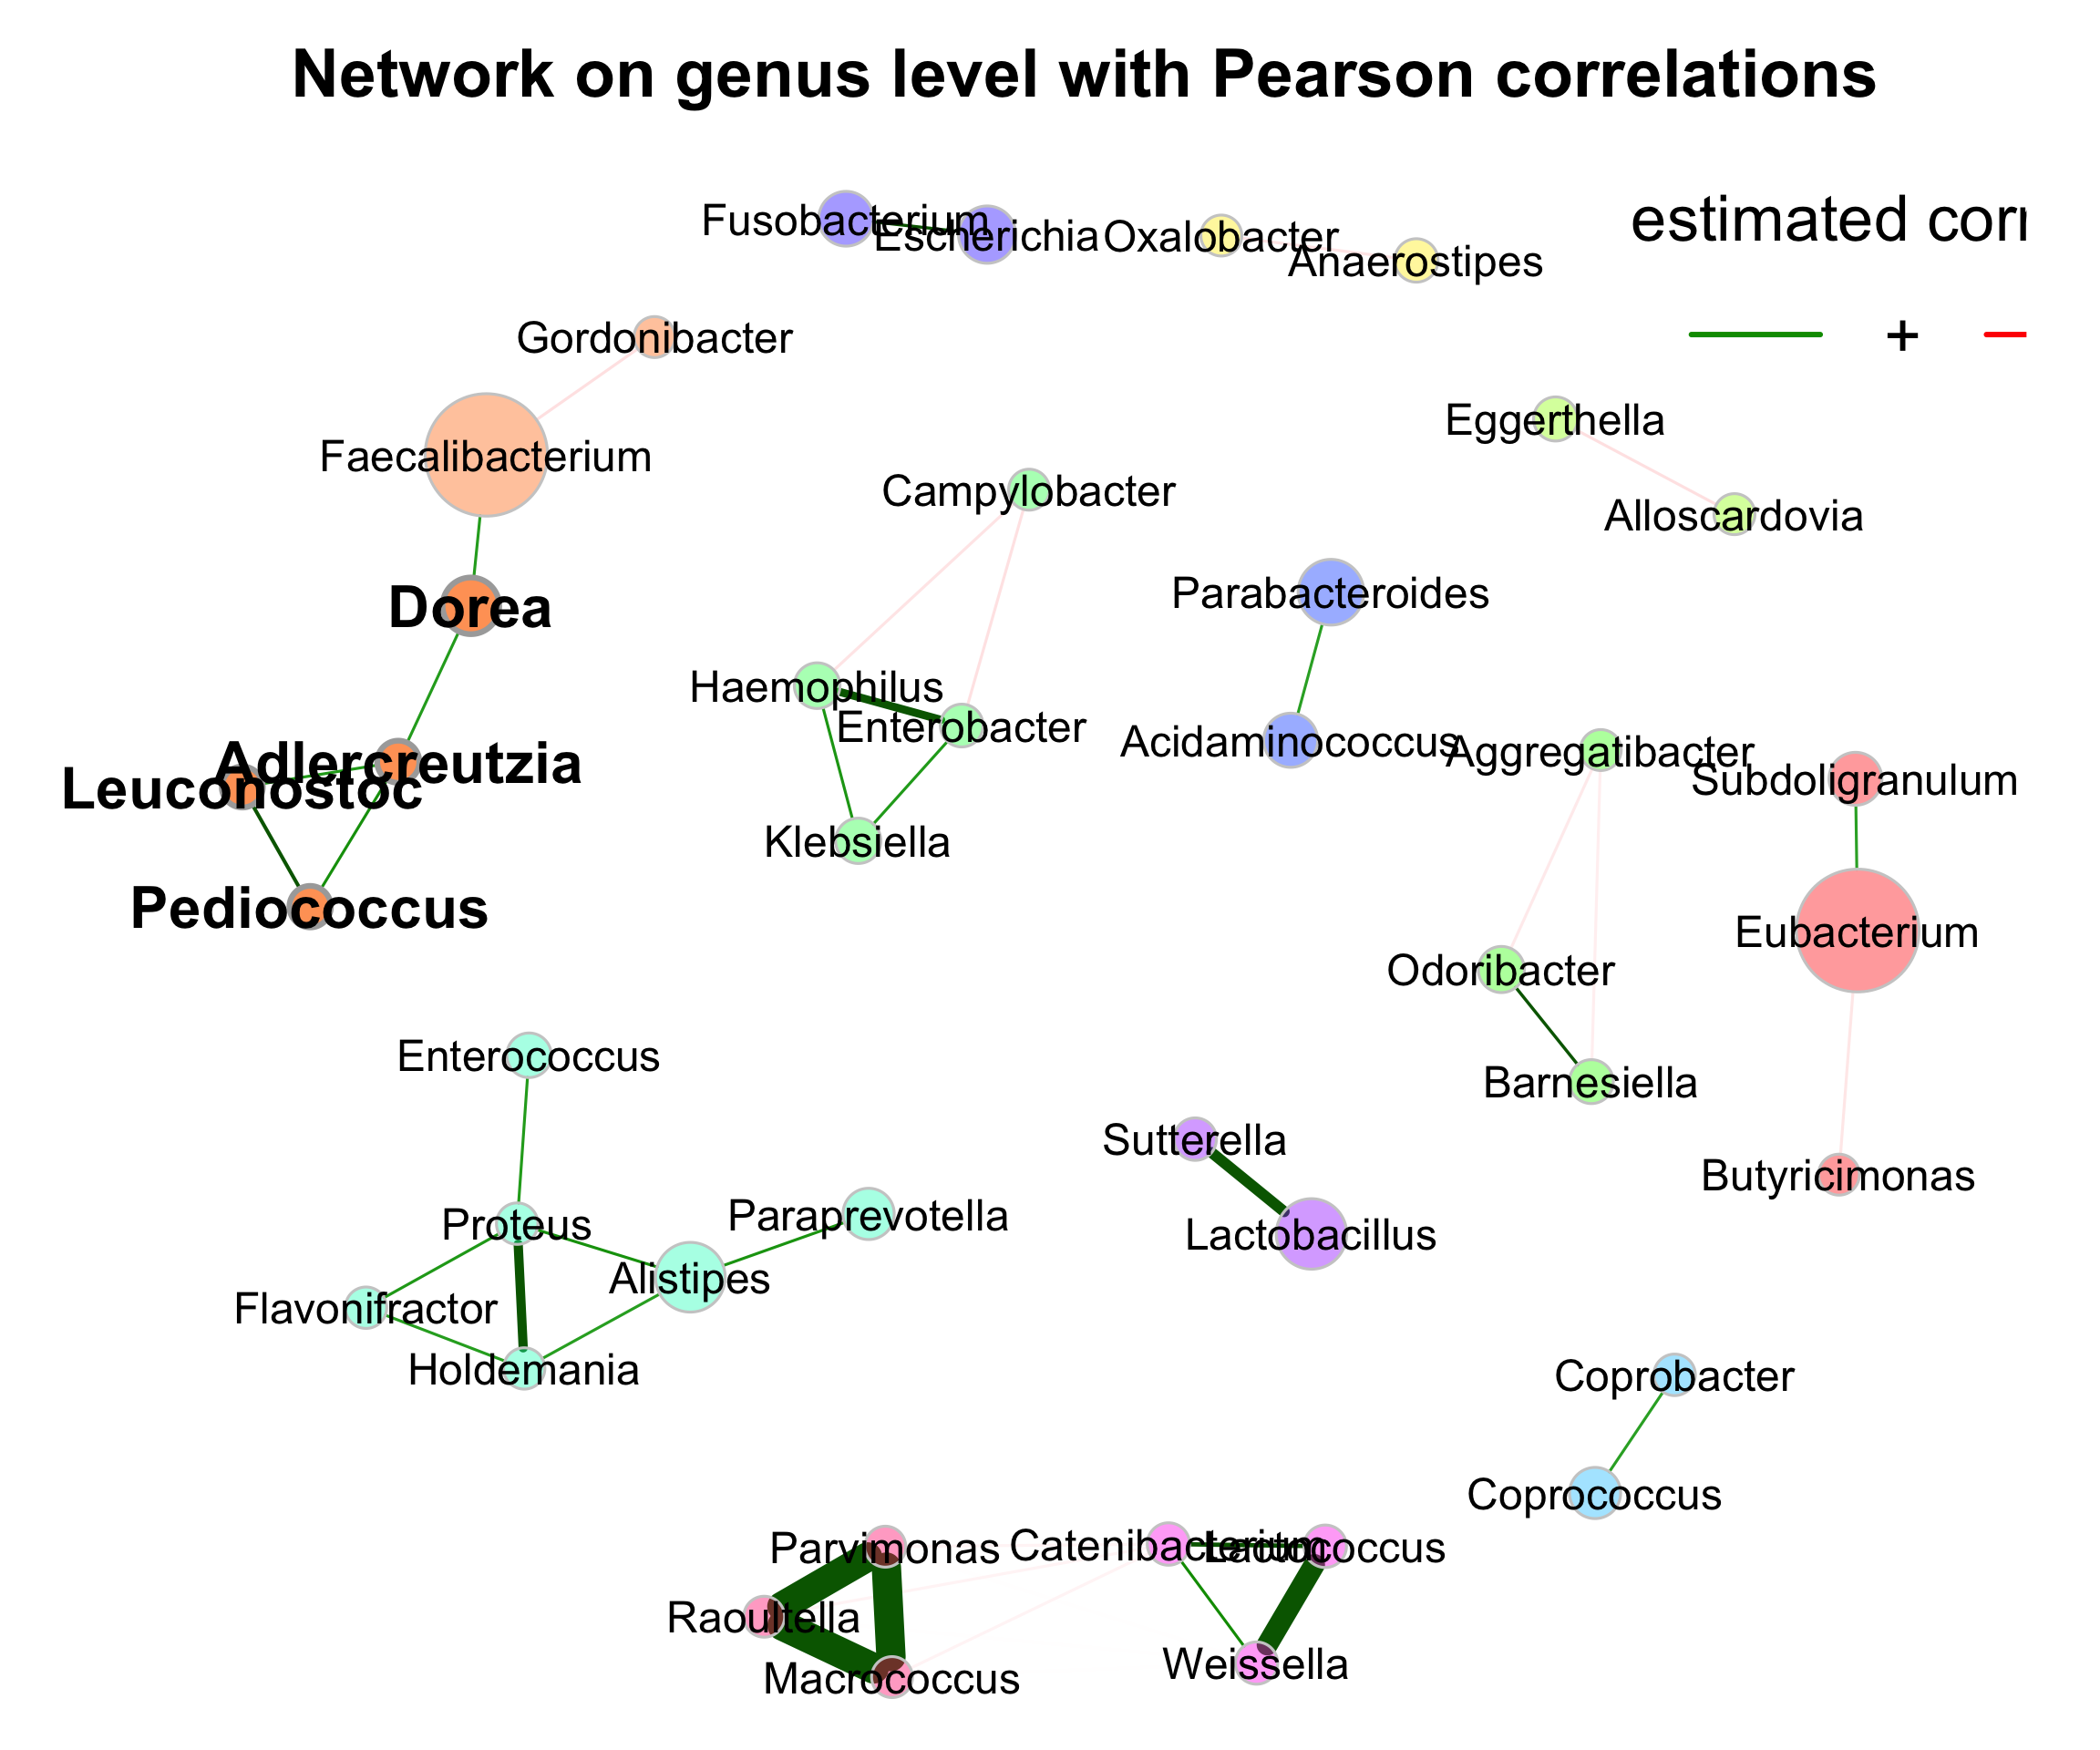 Network on genus level with Pearson correlations
Fusobacterium
Escherichia
Oxalobacter
Anaerostipes
estimated corr
+
Gordonibacter
Faecalibacterium
Eggerthella
Campylobacter
Alloscardovia
Dorea
Parabacteroides
Haemophilus
Enterobacter
Acidaminococcus
Aggregatibacter
Adlercreutzia
Leuconostoc
Subdoligranulum
Klebsiella
Pediococcus
Eubacterium
Odoribacter
Enterococcus
Barnesiella
Sutterella
Butyricimonas
Proteus
Paraprevotella
Lactobacillus
Alistipes
Flavonifractor
Holdemania
Coprobacter
Coprococcus
Parvimonas
Catenibacterium
Lactococcus
Raoultella
Weissella
Macrococcus